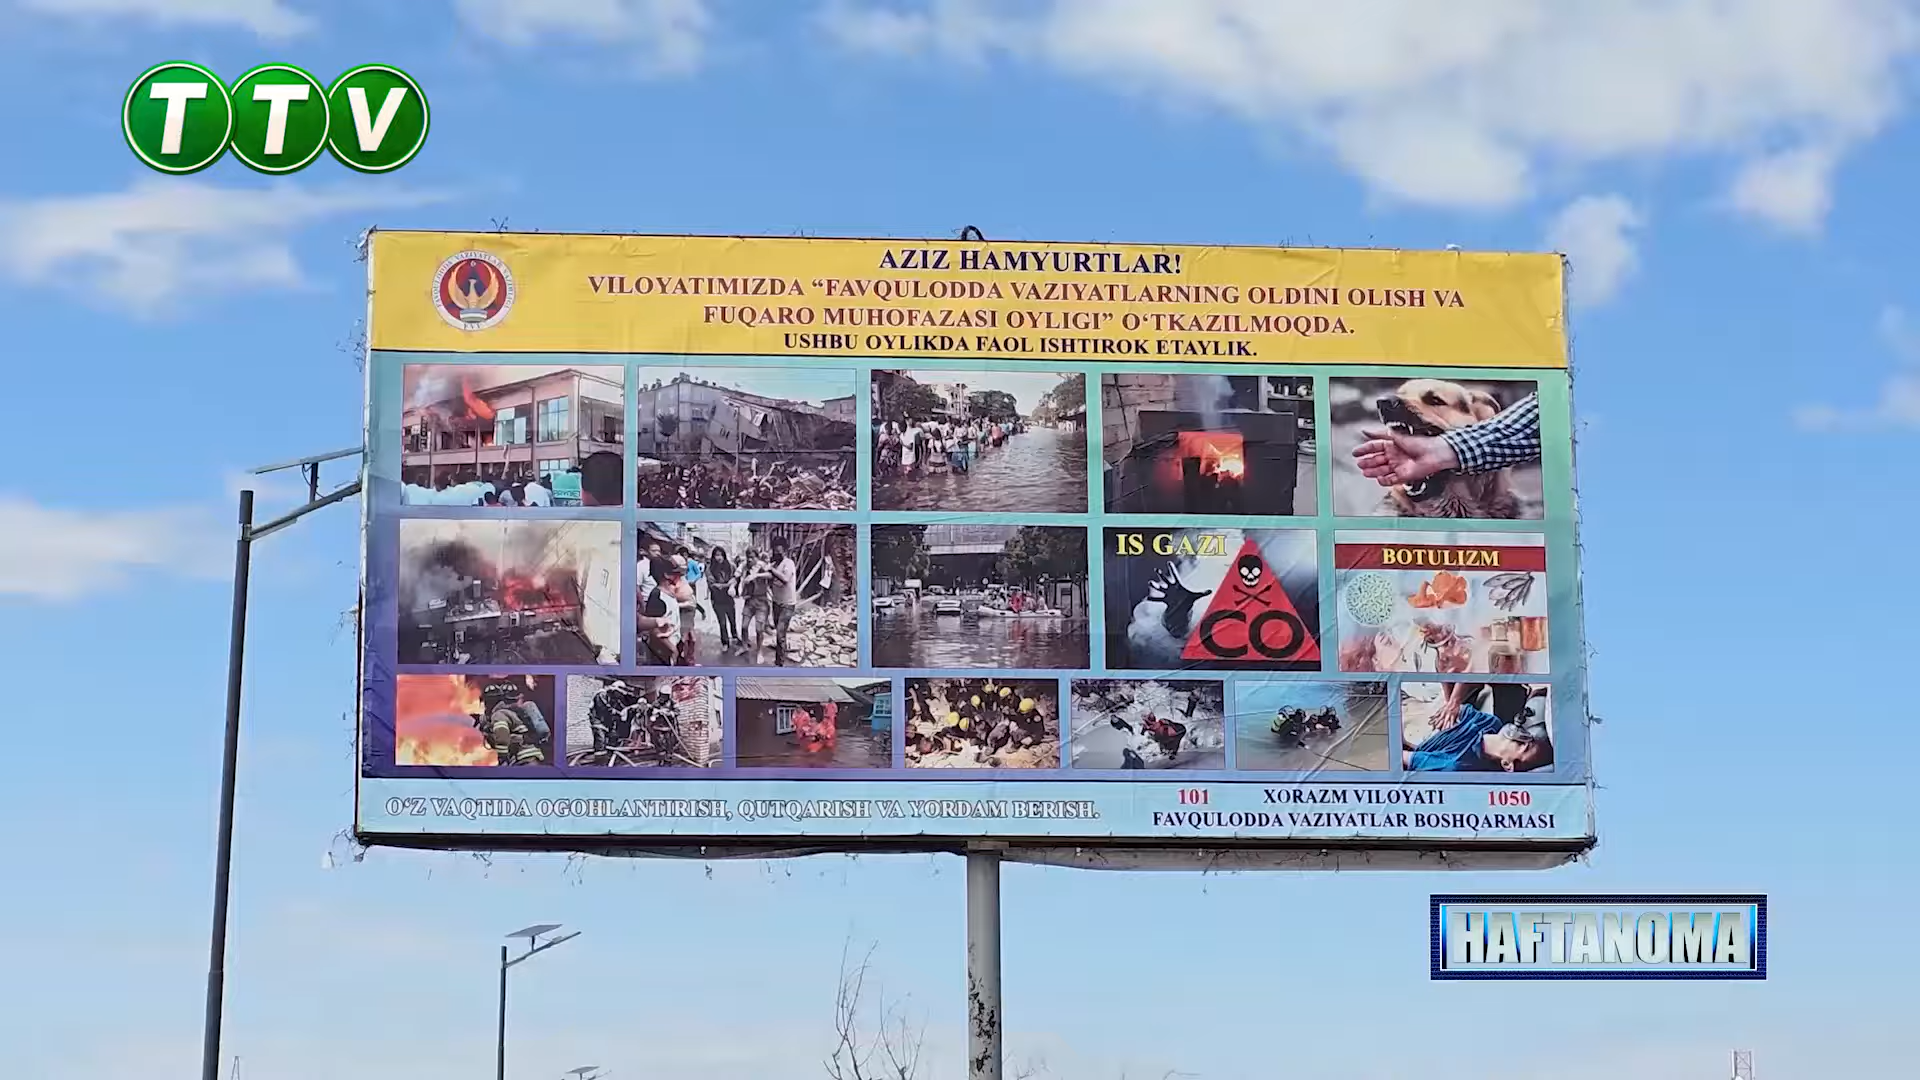 TTV
AZIZ HAMYURTLAR!
VILOYATIMIZDA “FAVQULODDA VAZIYATLARNING OLDINI OLISH VA
FUQARO MUHOFAZASI OYLIGI” O‘TKAZILMOQDA.
USHBU OYLIKDA FAOL ISHTIROK ETAYLIK.
IS GAZI
CO
BOTULIZM
O‘Z VAQTIDA OGOHLANTIRISH, QUTQARISH VA YORDAM BERISH.
101 XORAZM VILOYATI 1050
FAVQULODDA VAZIYATLAR BOSHQARMASI
HAFTANOMA